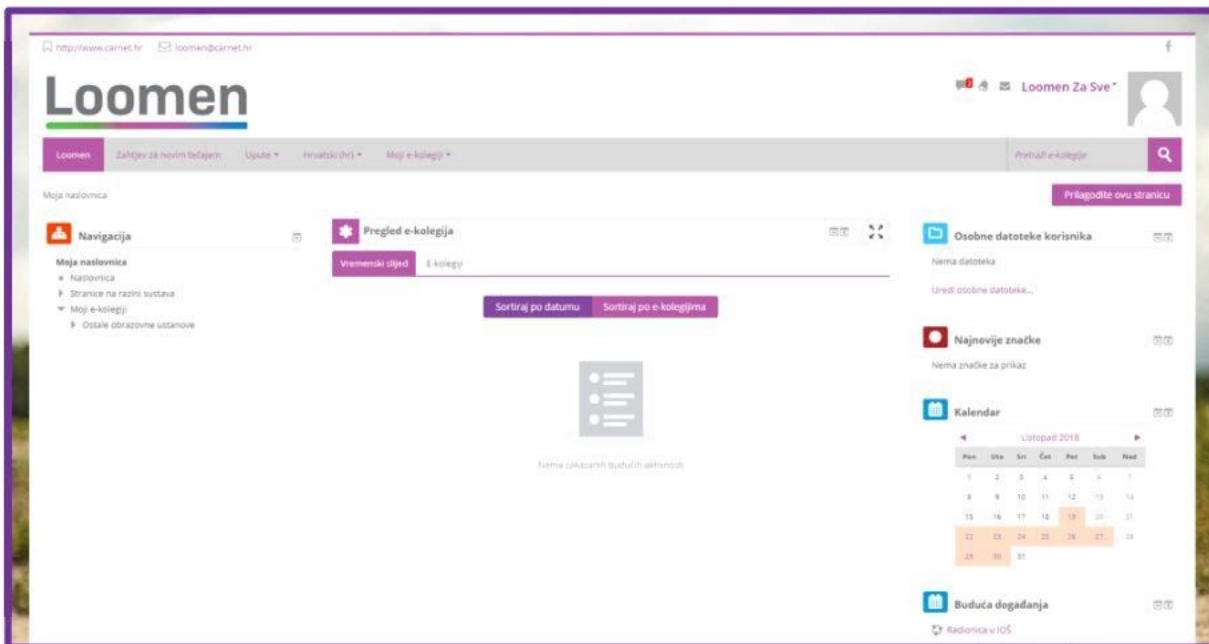 http://www.carnet.hr loomen@carnet.hr
Loomen
2 Loomen Za Sve
Loomen Zahtjev za novim tečajem Upute Hrvatski (hr) Moji e-kolegiji Pretraži e-kolegije
Moja naslovnica Prilagodite ovu stranicu
Navigacija
Moja naslovnica
Naslovnica
Stranice na razini sustava
Moji e-kolegiji
Ostale obrazovne ustanove
Pregled e-kolegija
Vremenski slijed E-kolegiji
Sortiraj po datumu Sortiraj po e-kolegijima
Nema zakazanih budućih aktivnosti
Osobne datoteke korisnika
Nema datoteka
Uredi osobne datoteke...
Najnovije značke
Nema značke za prikaz
Kalendar
Listopad 2018
Pon Uto Sri Čet Pet Sub Ned
1 2 3 4 5 6 7
8 9 10 11 12 13 14
15 16 17 18 19 20 21
22 23 24 25 26 27 28
29 30 31
Buduća događanja
Radionica u IOŠ